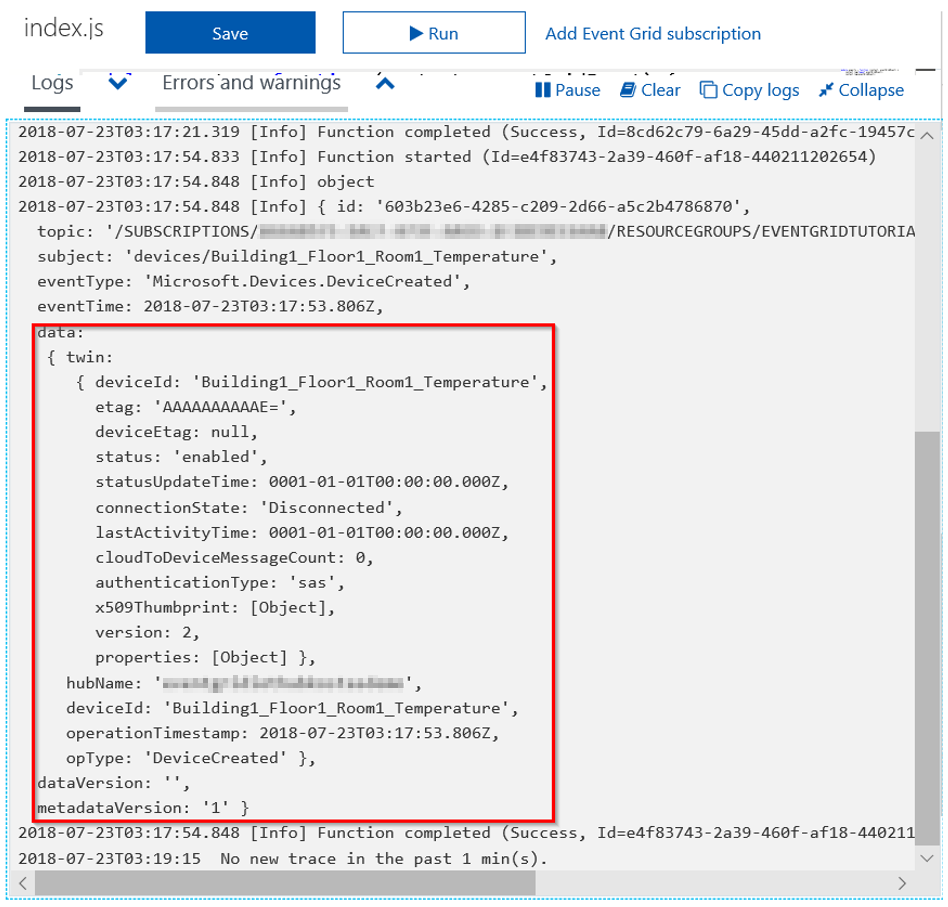 index.js
Save
Run
Add Event Grid subscription
Logs
Errors and warnings
Pause
Clear
Copy logs
Collapse
2018-07-23T03:17:21.319 [Info] Function completed (Success, Id=8cd62c79-6a29-45dd-a2fc-19457c
2018-07-23T03:17:54.833 [Info] Function started (Id=e4f83743-2a39-460f-af18-440211202654)
2018-07-23T03:17:54.848 [Info] object
2018-07-23T03:17:54.848 [Info] { id: '603b23e6-4285-c209-2d66-a5c2b4786870',
topic: '/SUBSCRIPTIONS/ /RESOURCEGROUPS/EVENTGRIDTUTORIA
subject: 'devices/Building1_Floor1_Room1_Temperature',
eventType: 'Microsoft.Devices.DeviceCreated',
eventTime: 2018-07-23T03:17:53.806Z,
data:
{ twin:
{ deviceId: 'Building1_Floor1_Room1_Temperature',
etag: 'AAAAAAAAAAE=',
deviceEtag: null,
status: 'enabled',
statusUpdateTime: 0001-01-01T00:00:00.000Z,
connectionState: 'Disconnected',
lastActivityTime: 0001-01-01T00:00:00.000Z,
cloudToDeviceMessageCount: 0,
authenticationType: 'sas',
x509Thumbprint: [Object],
version: 2,
properties: [Object] },
hubName: ' ',
deviceId: 'Building1_Floor1_Room1_Temperature',
operationTimestamp: 2018-07-23T03:17:53.806Z,
opType: 'DeviceCreated' },
dataVersion: '',
metadataVersion: '1' }
2018-07-23T03:17:54.848 [Info] Function completed (Success, Id=e4f83743-2a39-460f-af18-440211
2018-07-23T03:19:15  No new trace in the past 1 min(s).